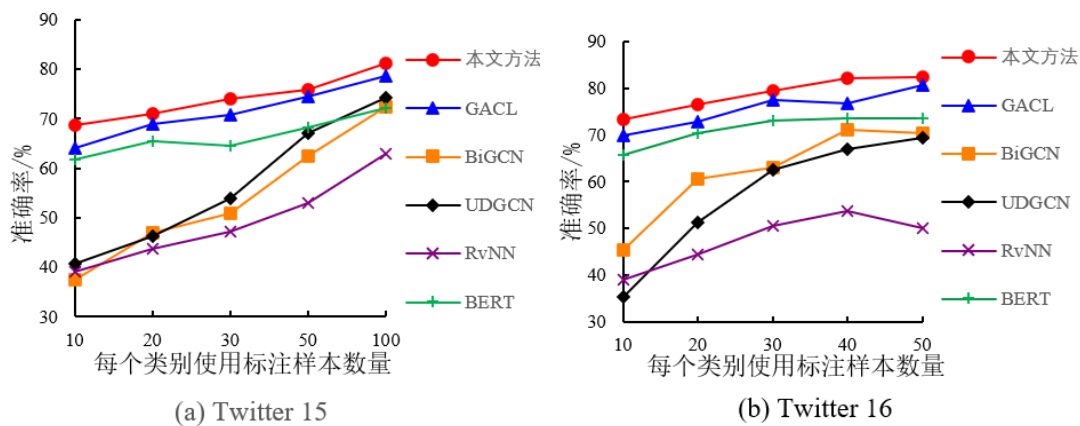 90
80
70
60
50
40
30
准确率/%
10 20 30 50 100
每个类别使用标注样本数量
本文方法
GACL
BiGCN
UDGCN
RvNN
BERT
(a) Twitter 15
90
80
70
60
50
40
30
准确率/%
10 20 30 40 50
每个类别使用标注样本数量
本文方法
GACL
BiGCN
UDGCN
RvNN
BERT
(b) Twitter 16